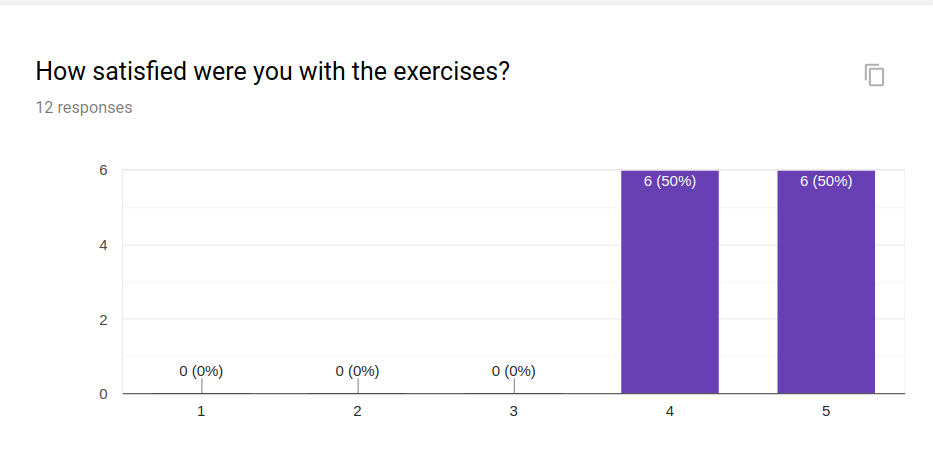 How satisfied were you with the exercises?
12 responses
6
6 (50%) 6 (50%)
4
2
0 (0%) 0 (0%) 0 (0%)
0
1 2 3 4 5